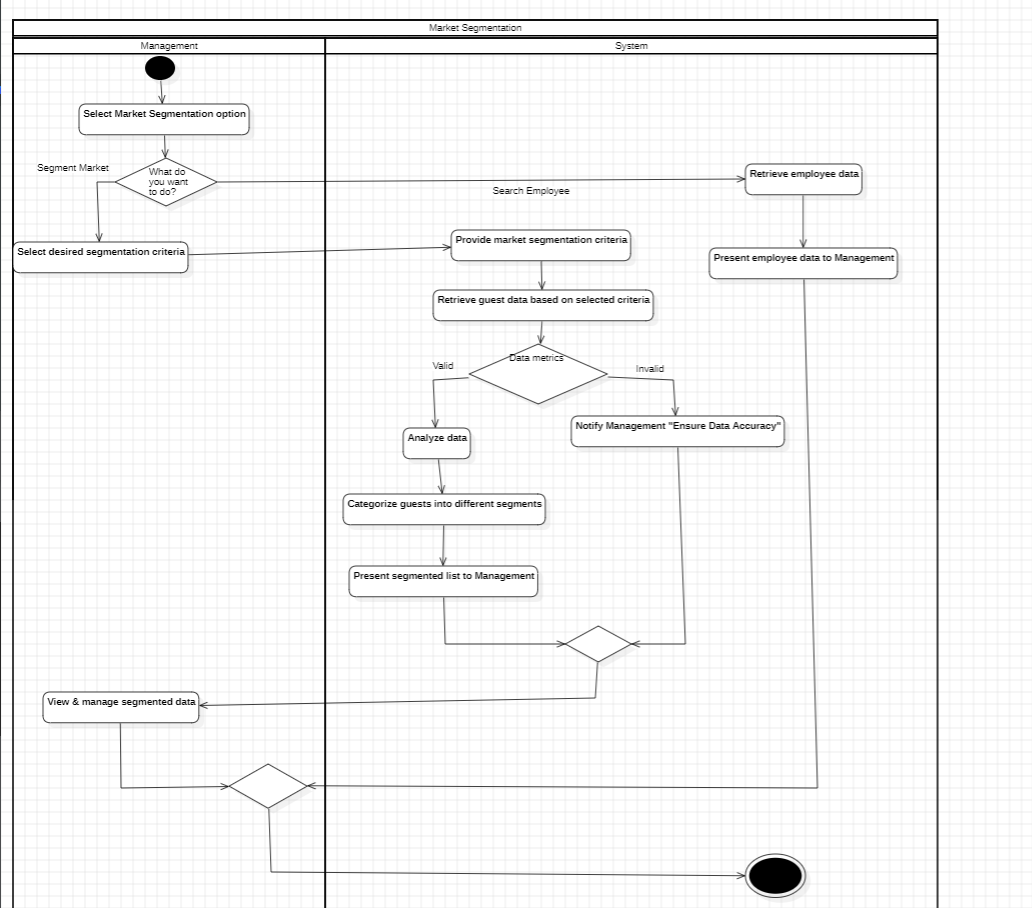 Market Segmentation
Management
System
Select Market Segmentation option
Segment Market
What do
you want
to do?
Search Employee
Retrieve employee data
Select desired segmentation criteria
Provide market segmentation criteria
Present employee data to Management
Retrieve guest data based on selected criteria
Data metrics
Valid
Invalid
Notify Management "Ensure Data Accuracy"
Analyze data
Categorize guests into different segments
Present segmented list to Management
View & manage segmented data